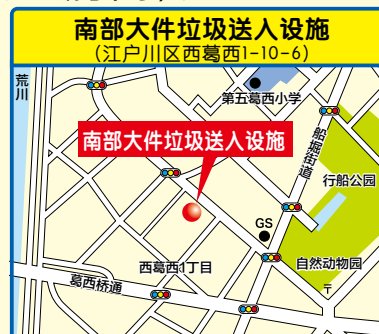 南部大件垃圾送入设施
(江户川区西葛西1-10-6)
荒川
第五葛西小学
船堀街道
南部大件垃圾送入设施
行船公园
GS
西葛西1丁目
自然动物园
葛西桥通
〒